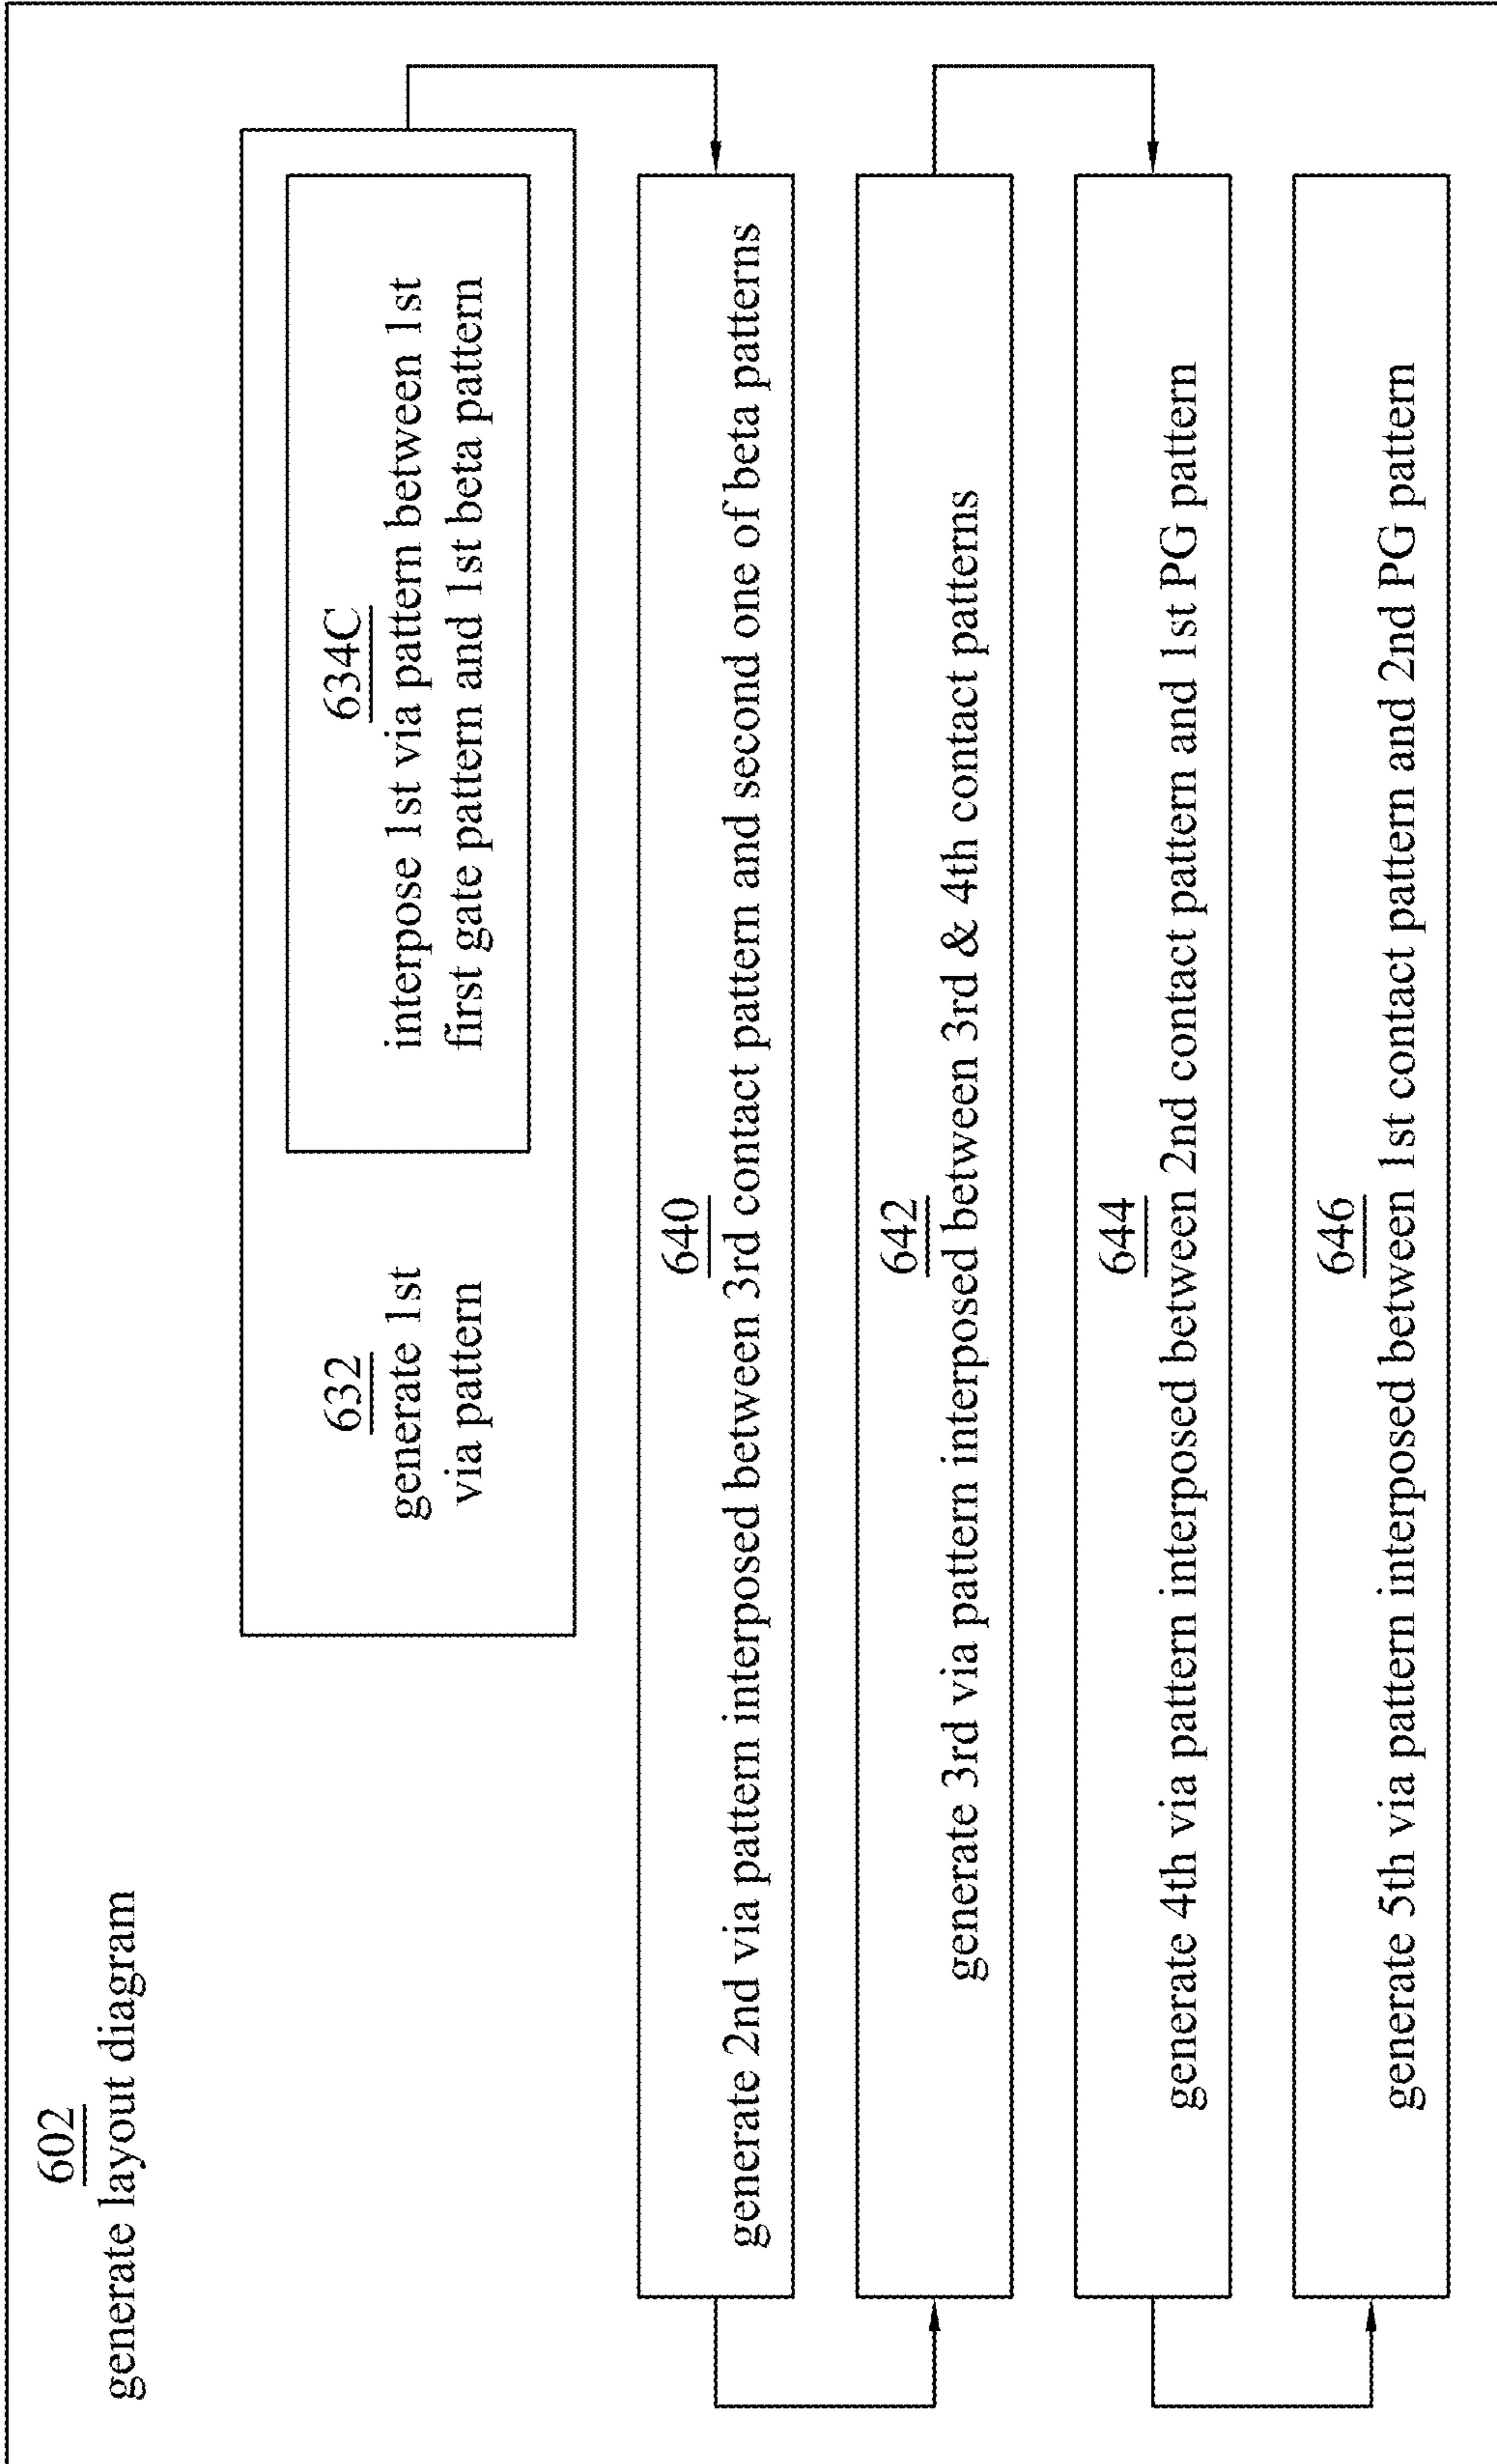 602
generate layout diagram
632
generate 1st
via pattern
634C
interpose 1st via pattern between 1st
first gate pattern and 1st beta pattern
640
generate 2nd via pattern interposed between 3rd contact pattern and second one of beta patterns
642
generate 3rd via pattern interposed between 3rd & 4th contact patterns
644
generate 4th via pattern interposed between 2nd contact pattern and 1st PG pattern
646
generate 5th via pattern interposed between 1st contact pattern and 2nd PG pattern